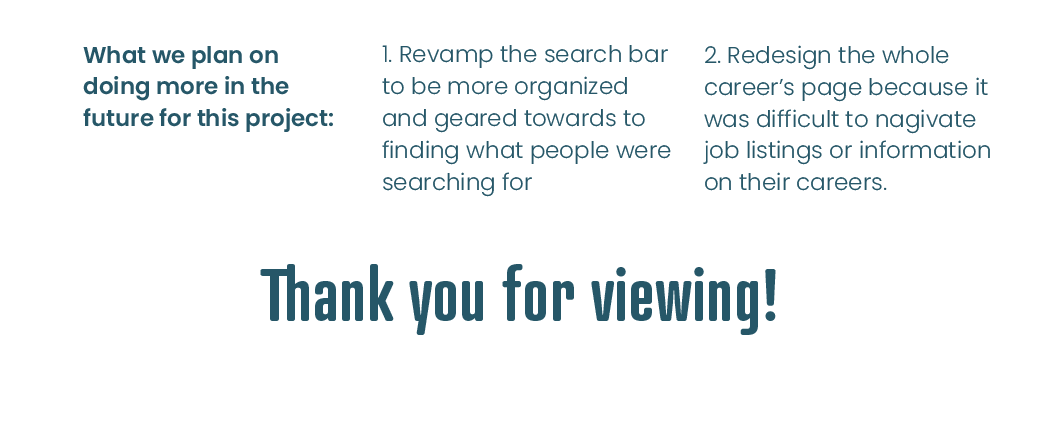 What we plan on
doing more in the
future for this project:
1. Revamp the search bar
to be more organized
and geared towards to
finding what people were
searching for
2. Redesign the whole
career’s page because it
was difficult to nagivate
job listings or information
on their careers.
Thank you for viewing!